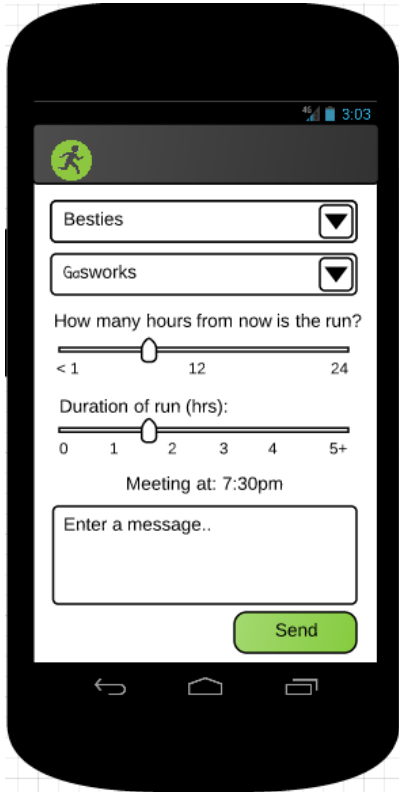 4G 3:03
Besties
Gasworks
How many hours from now is the run?
< 1 12 24
Duration of run (hrs):
0 1 2 3 4 5+
Meeting at: 7:30pm
Enter a message..
Send